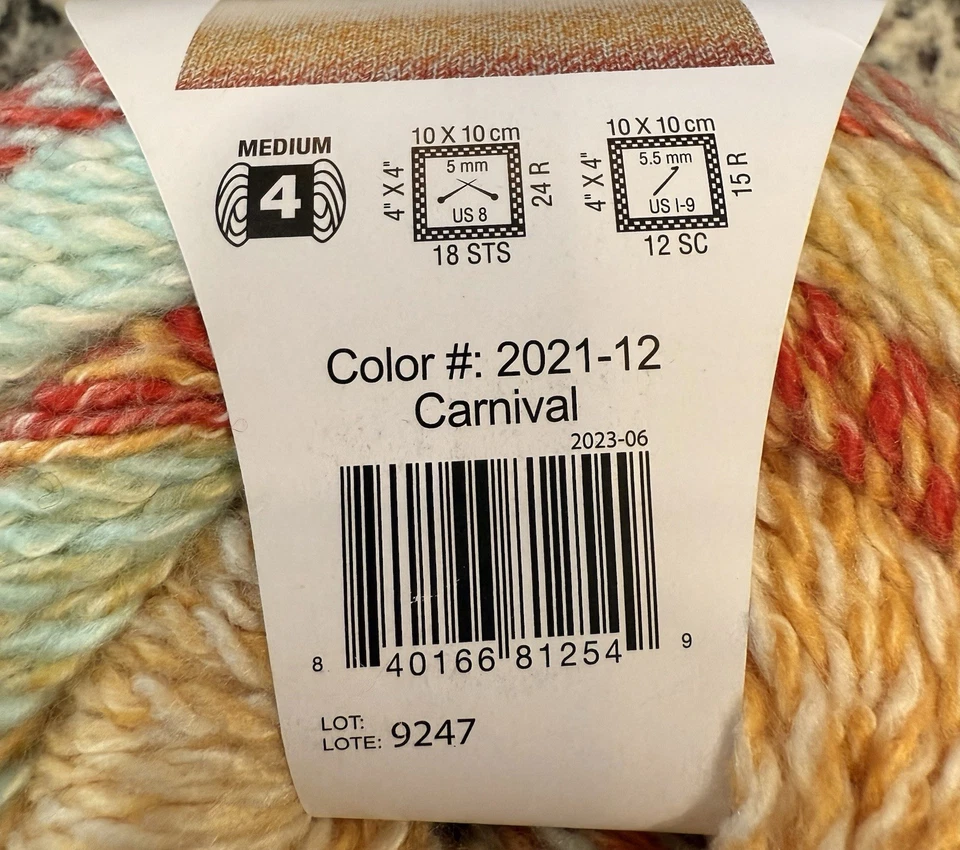 MEDIUM
4
10 X 10 cm
4" X 4"
5 mm
US 8
24 R
18 STS
10 X 10 cm
4" X 4"
5.5 mm
US I-9
15 R
12 SC
Color #: 2021-12
Carnival
2023-06
8 40166 81254 9
LOT:
LOTE: 9247